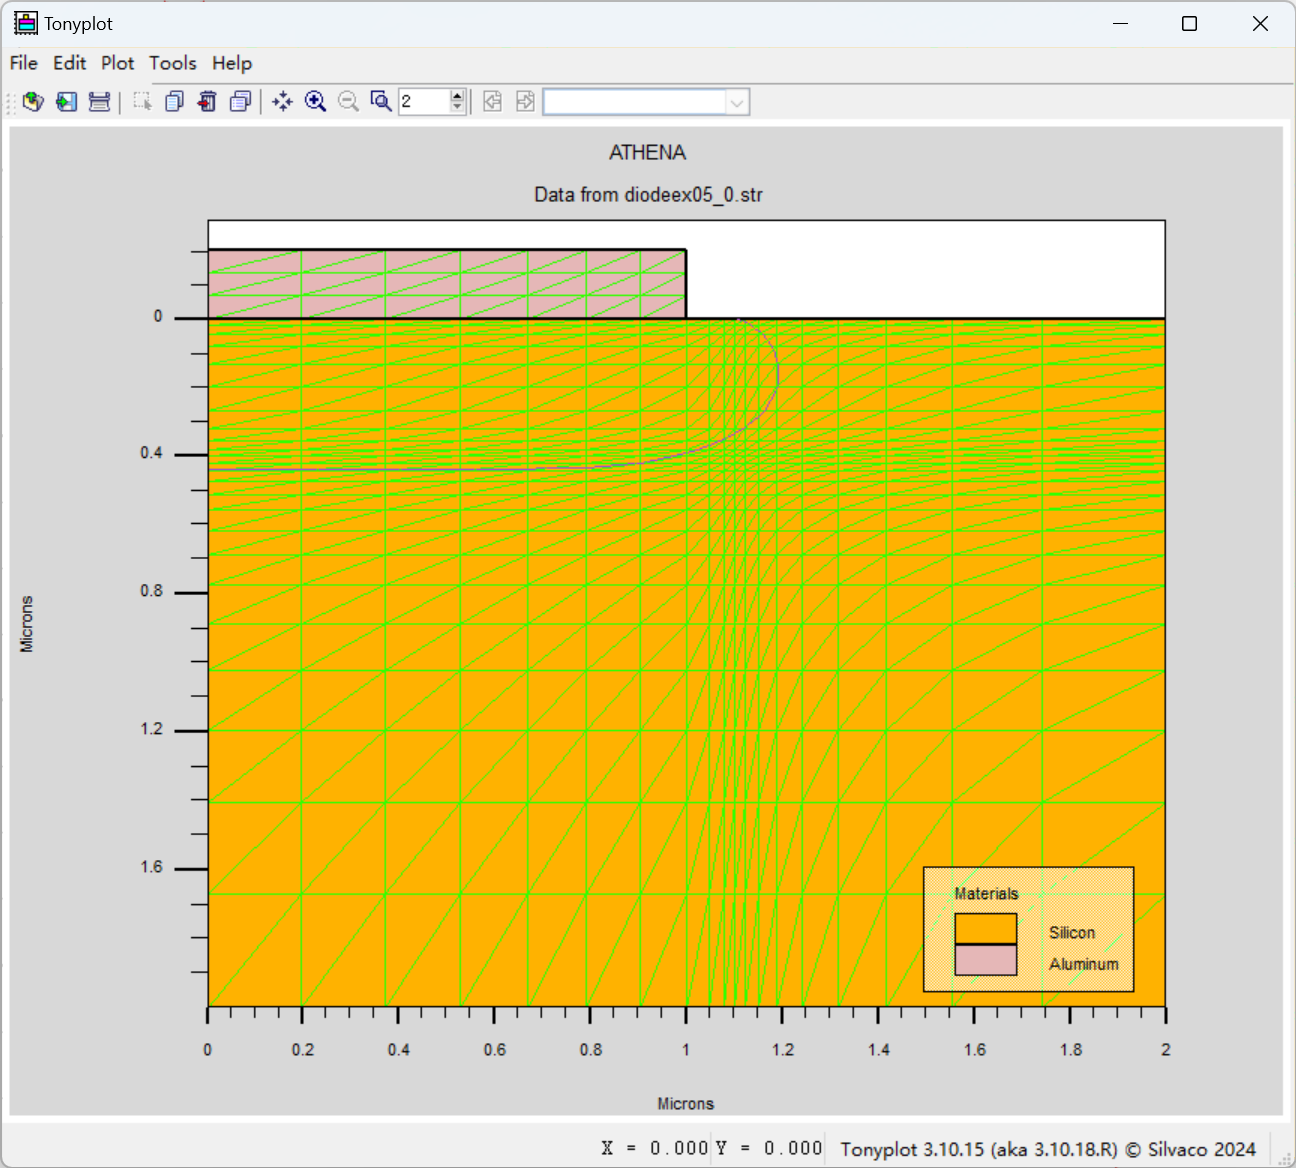 Tonyplot
File Edit Plot Tools Help
2
ATHENA
Data from diodeex05_0.str
0
0.4
0.8
1.2
1.6
Microns
Materials
Silicon
Aluminum
0 0.2 0.4 0.6 0.8 1 1.2 1.4 1.6 1.8 2
Microns
X = 0.000 Y = 0.000 Tonyplot 3.10.15 (aka 3.10.18.R) © Silvaco 2024